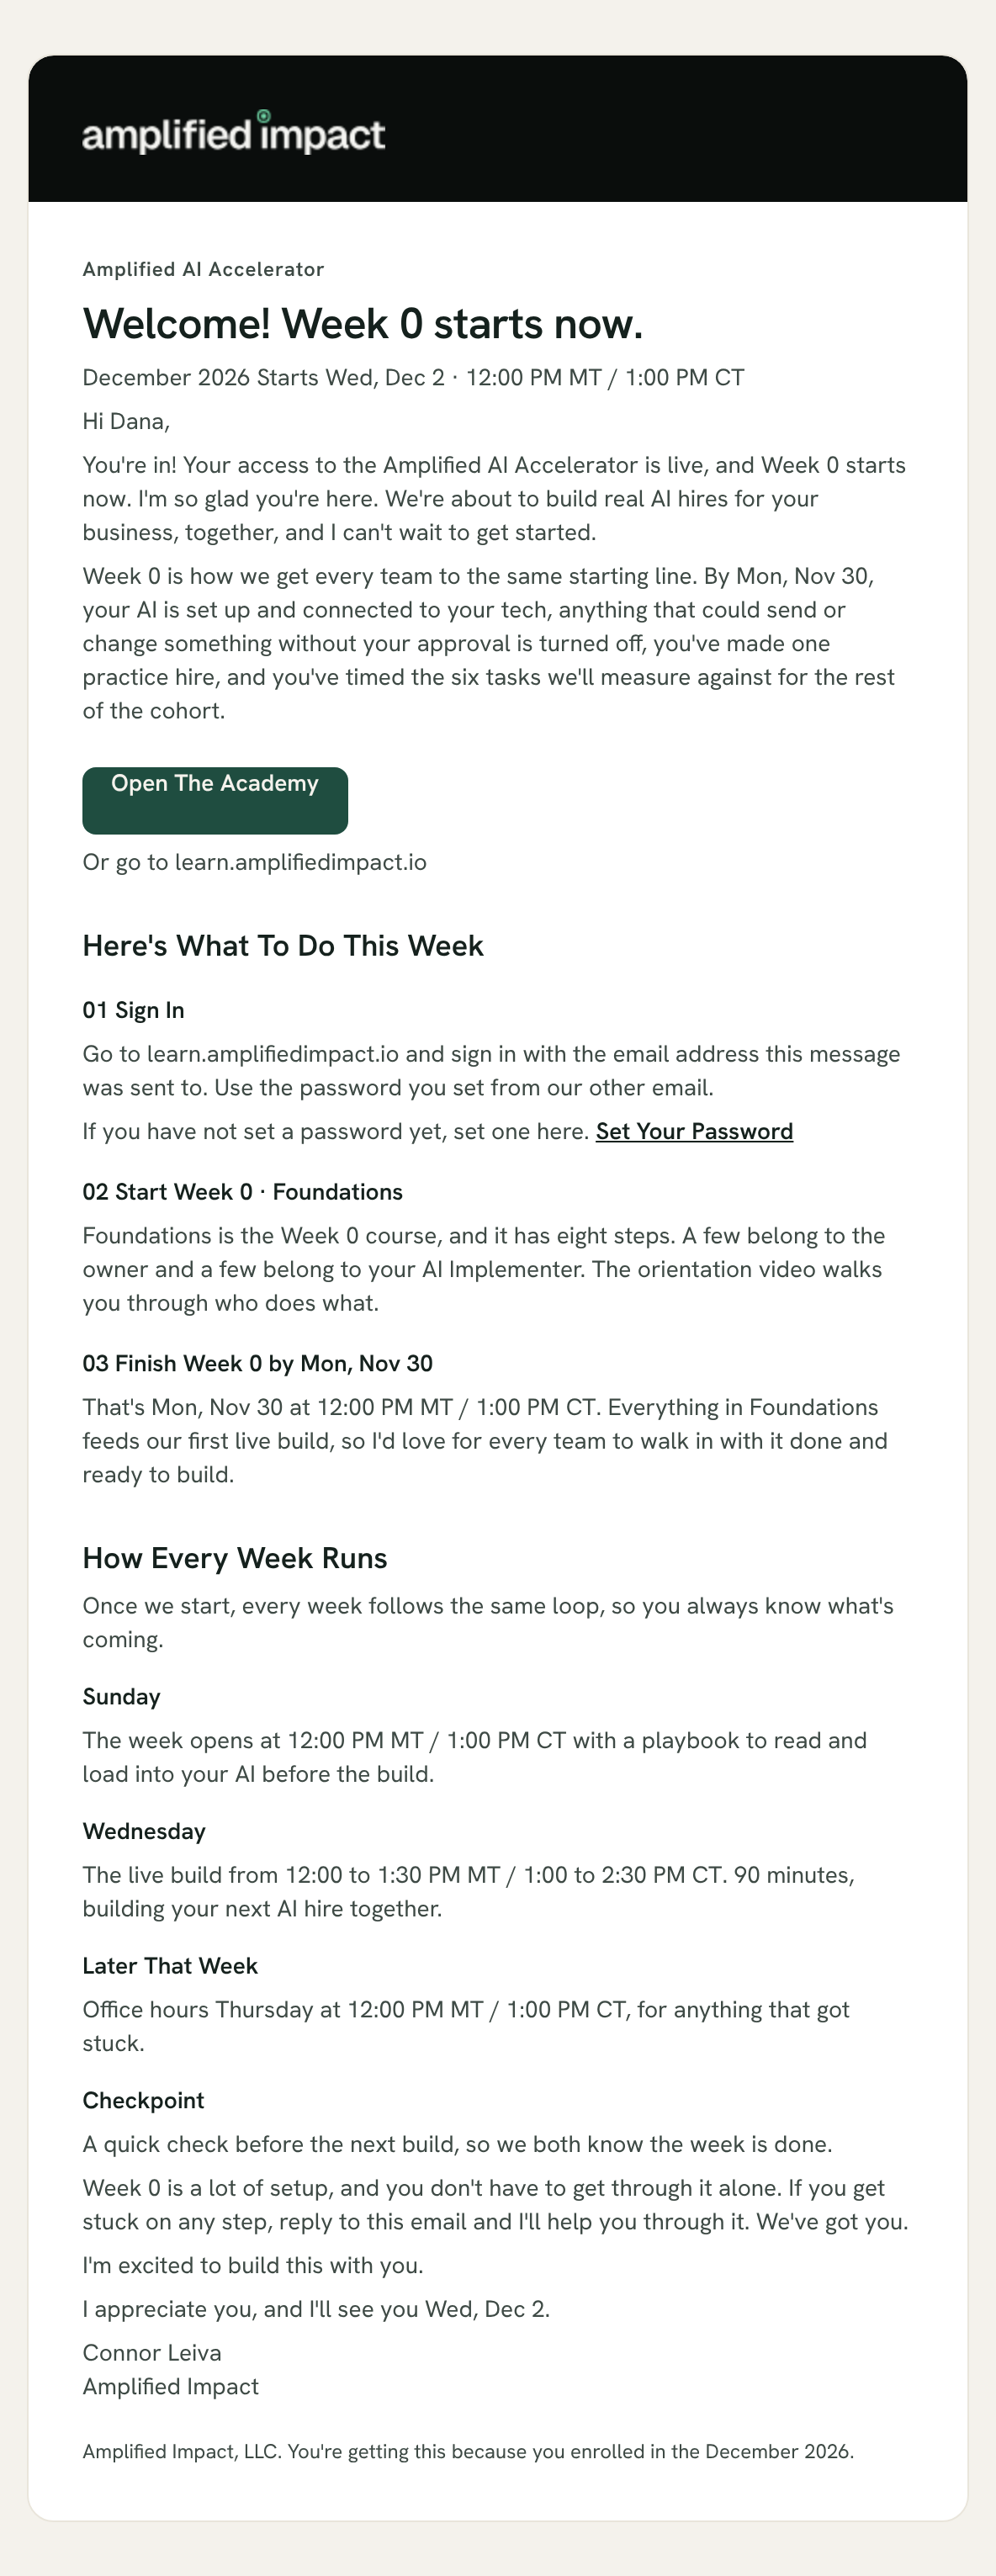 amplified impact
Amplified AI Accelerator
Welcome! Week 0 starts now.
December 2026 Starts Wed, Dec 2 · 12:00 PM MT / 1:00 PM CT
Hi Dana,
You're in! Your access to the Amplified AI Accelerator is live, and Week 0 starts
now. I'm so glad you're here. We're about to build real AI hires for your
business, together, and I can't wait to get started.
Week 0 is how we get every team to the same starting line. By Mon, Nov 30,
your AI is set up and connected to your tech, anything that could send or
change something without your approval is turned off, you've made one
practice hire, and you've timed the six tasks we'll measure against for the rest
of the cohort.
Open The Academy
Or go to learn.amplifiedimpact.io
Here's What To Do This Week
01 Sign In
Go to learn.amplifiedimpact.io and sign in with the email address this message
was sent to. Use the password you set from our other email.
If you have not set a password yet, set one here. Set Your Password
02 Start Week 0 · Foundations
Foundations is the Week 0 course, and it has eight steps. A few belong to the
owner and a few belong to your AI Implementer. The orientation video walks
you through who does what.
03 Finish Week 0 by Mon, Nov 30
That's Mon, Nov 30 at 12:00 PM MT / 1:00 PM CT. Everything in Foundations
feeds our first live build, so I'd love for every team to walk in with it done and
ready to build.
How Every Week Runs
Once we start, every week follows the same loop, so you always know what's
coming.
Sunday
The week opens at 12:00 PM MT / 1:00 PM CT with a playbook to read and
load into your AI before the build.
Wednesday
The live build from 12:00 to 1:30 PM MT / 1:00 to 2:30 PM CT. 90 minutes,
building your next AI hire together.
Later That Week
Office hours Thursday at 12:00 PM MT / 1:00 PM CT, for anything that got
stuck.
Checkpoint
A quick check before the next build, so we both know the week is done.
Week 0 is a lot of setup, and you don't have to get through it alone. If you get
stuck on any step, reply to this email and I'll help you through it. We've got you.
I'm excited to build this with you.
I appreciate you, and I'll see you Wed, Dec 2.
Connor Leiva
Amplified Impact
Amplified Impact, LLC. You're getting this because you enrolled in the December 2026.